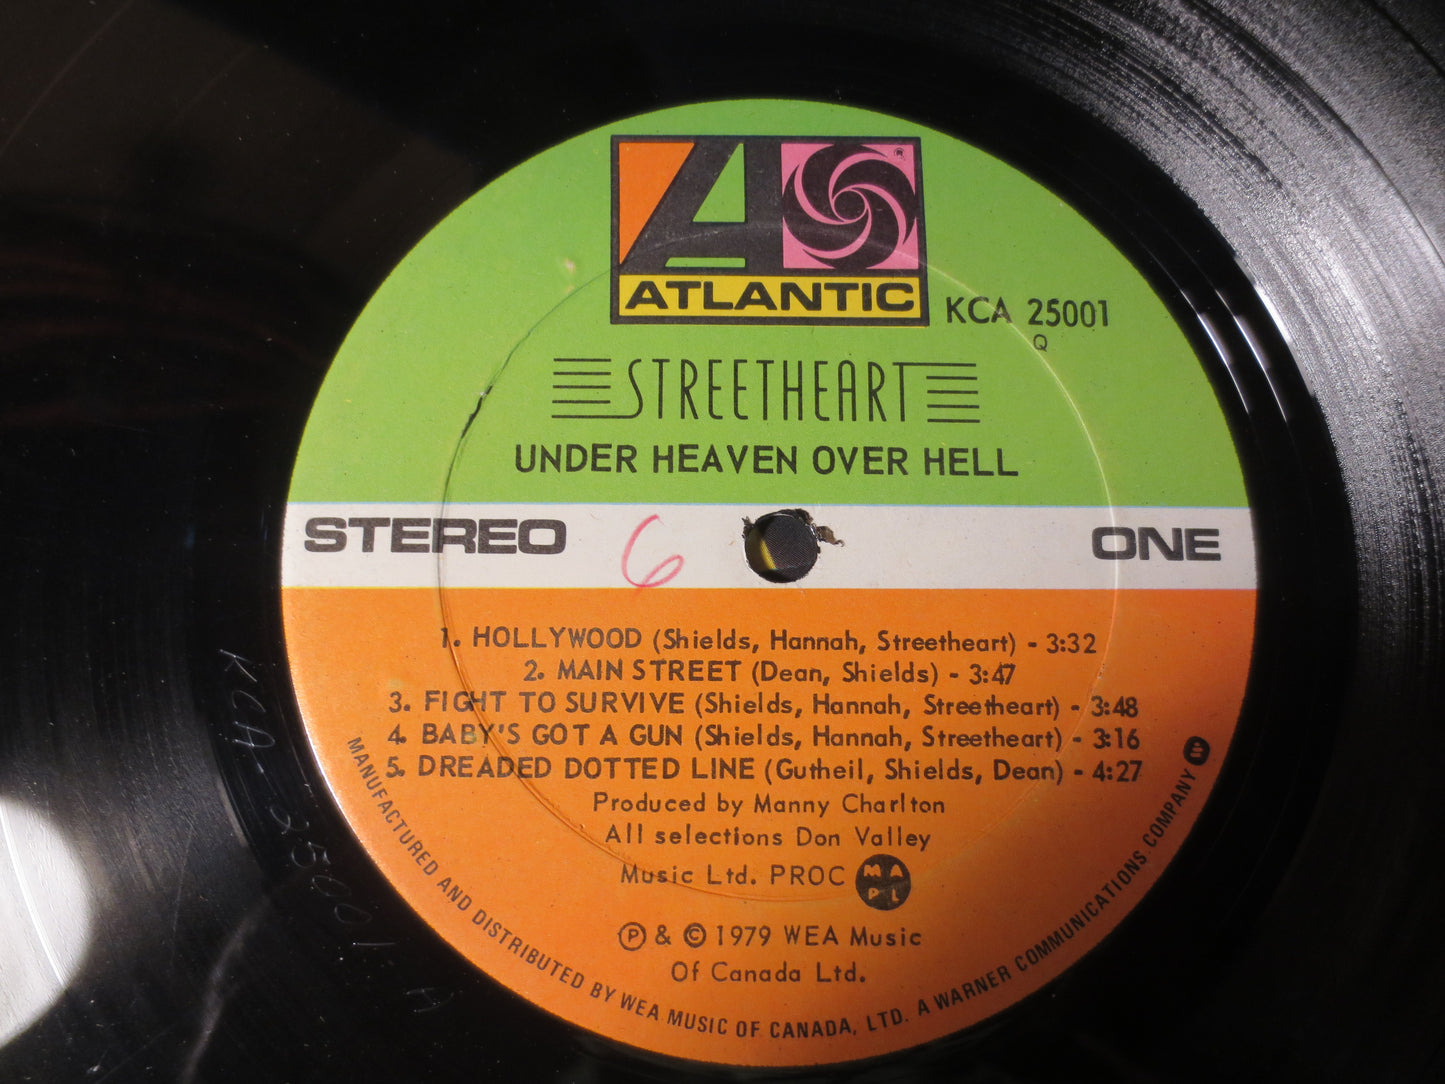 ATLANTIC
®
KCA 25001
Q
STREETHEART
UNDER HEAVEN OVER HELL
STEREO
6
ONE
1. HOLLYWOOD (Shields, Hannah, Streetheart) - 3:32
2. MAIN STREET (Dean, Shields) - 3:47
3. FIGHT TO SURVIVE (Shields, Hannah, Streetheart) - 3:48
4. BABY'S GOT A GUN (Shields, Hannah, Streetheart) - 3:16
5. DREADED DOTTED LINE (Gutheil, Shields, Dean) - 4:27
Produced by Manny Charlton
All selections Don Valley
Music Ltd. PROC
MAPL
Ⓟ & © 1979 WEA Music
Of Canada Ltd.
MANUFACTURED AND DISTRIBUTED BY WEA MUSIC OF CANADA, LTD. A WARNER COMMUNICATIONS COMPANY
KCA-25001-A